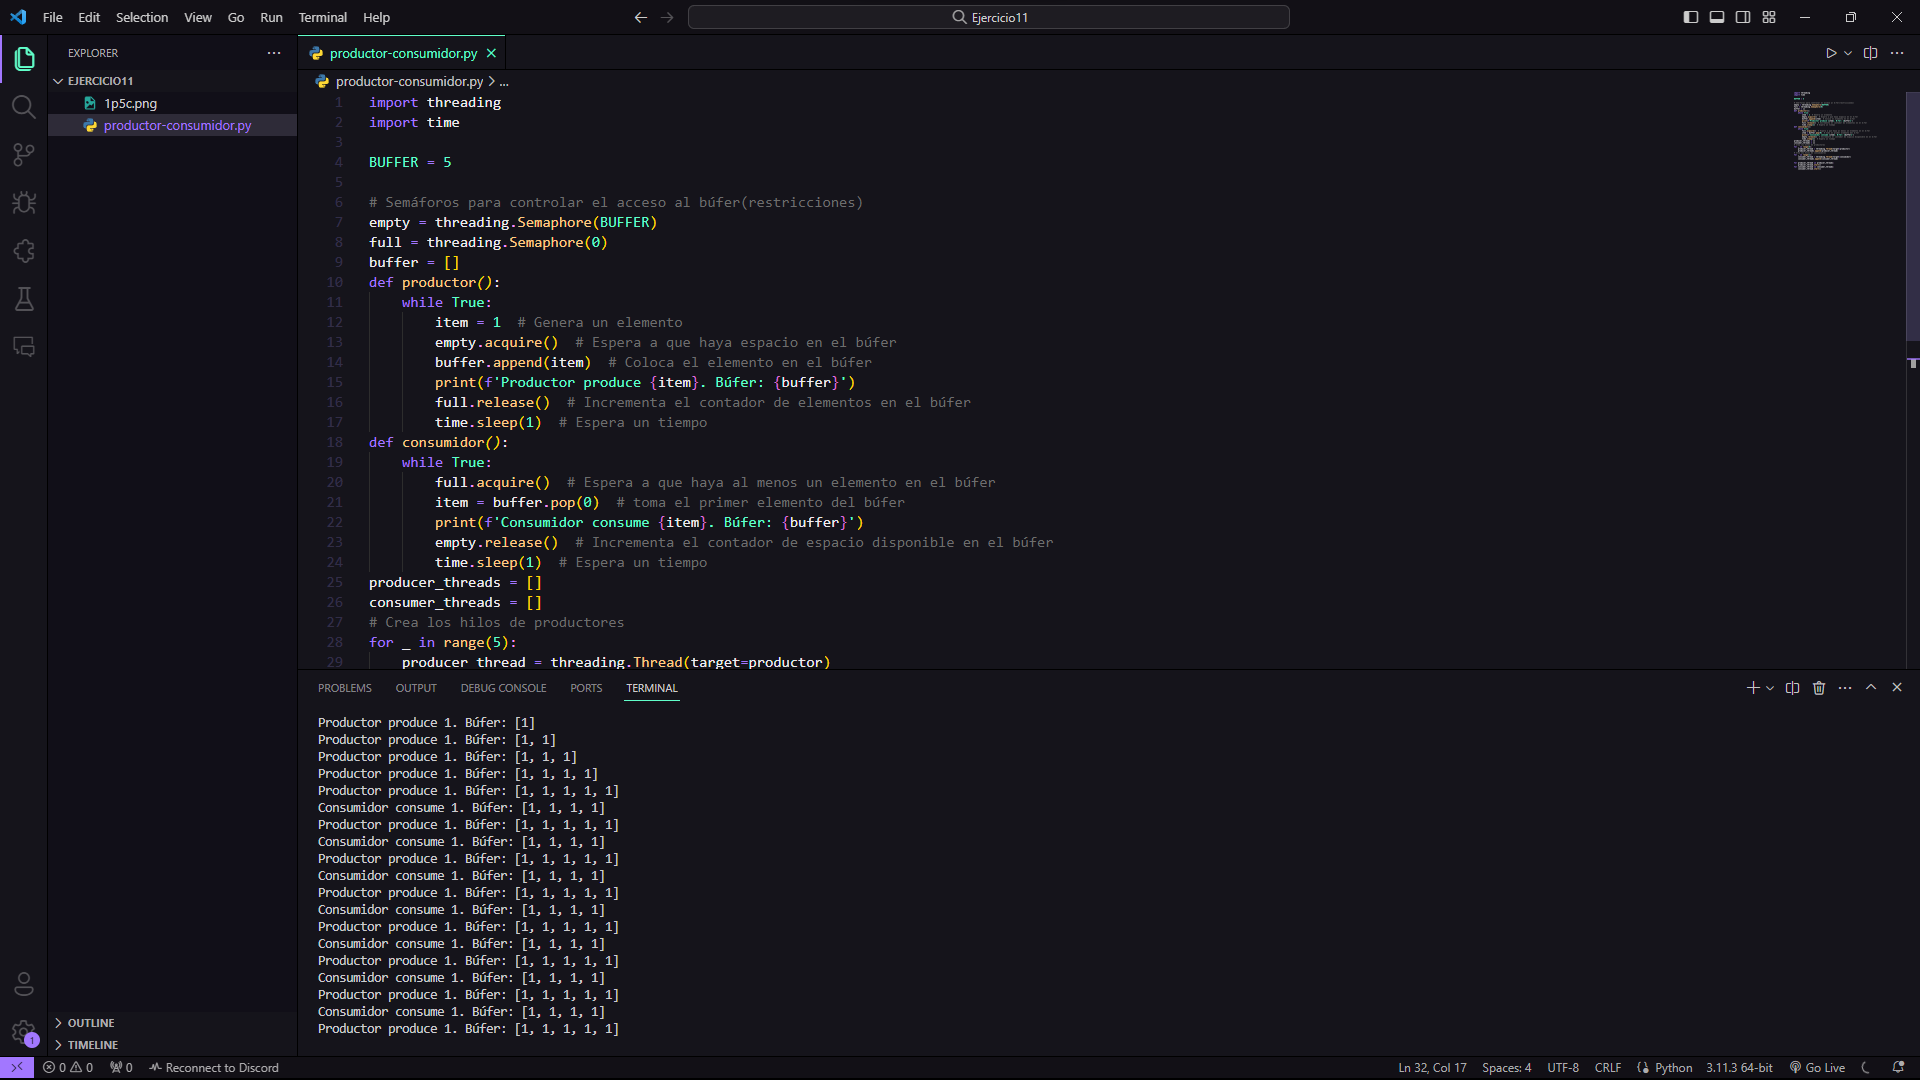 File Edit Selection View Go Run Terminal Help
Ejercicio11
EXPLORER
EJERCICIO11
1p5c.png
productor-consumidor.py
OUTLINE
TIMELINE
productor-consumidor.py
productor-consumidor.py > ...
1 import threading
2 import time
3
4 BUFFER = 5
5
6 # Semáforos para controlar el acceso al búfer(restricciones)
7 empty = threading.Semaphore(BUFFER)
8 full = threading.Semaphore(0)
9 buffer = []
10 def productor():
11 while True:
12 item = 1 # Genera un elemento
13 empty.acquire() # Espera a que haya espacio en el búfer
14 buffer.append(item) # Coloca el elemento en el búfer
15 print(f'Productor produce {item}. Búfer: {buffer}')
16 full.release() # Incrementa el contador de elementos en el búfer
17 time.sleep(1) # Espera un tiempo
18 def consumidor():
19 while True:
20 full.acquire() # Espera a que haya al menos un elemento en el búfer
21 item = buffer.pop(0) # toma el primer elemento del búfer
22 print(f'Consumidor consume {item}. Búfer: {buffer}')
23 empty.release() # Incrementa el contador de espacio disponible en el búfer
24 time.sleep(1) # Espera un tiempo
25 producer_threads = []
26 consumer_threads = []
27 # Crea los hilos de productores
28 for _ in range(5):
29 producer_thread = threading.Thread(target=productor)
PROBLEMS OUTPUT DEBUG CONSOLE PORTS TERMINAL
Productor produce 1. Búfer: [1]
Productor produce 1. Búfer: [1, 1]
Productor produce 1. Búfer: [1, 1, 1]
Productor produce 1. Búfer: [1, 1, 1, 1]
Productor produce 1. Búfer: [1, 1, 1, 1, 1]
Consumidor consume 1. Búfer: [1, 1, 1, 1]
Productor produce 1. Búfer: [1, 1, 1, 1, 1]
Consumidor consume 1. Búfer: [1, 1, 1, 1]
Productor produce 1. Búfer: [1, 1, 1, 1, 1]
Consumidor consume 1. Búfer: [1, 1, 1, 1]
Productor produce 1. Búfer: [1, 1, 1, 1, 1]
Consumidor consume 1. Búfer: [1, 1, 1, 1]
Productor produce 1. Búfer: [1, 1, 1, 1, 1]
Consumidor consume 1. Búfer: [1, 1, 1, 1]
Productor produce 1. Búfer: [1, 1, 1, 1, 1]
Consumidor consume 1. Búfer: [1, 1, 1, 1]
Productor produce 1. Búfer: [1, 1, 1, 1, 1]
Consumidor consume 1. Búfer: [1, 1, 1, 1]
Productor produce 1. Búfer: [1, 1, 1, 1, 1]
1
0 0 0 Reconnect to Discord Ln 32, Col 17 Spaces: 4 UTF-8 CRLF Python 3.11.3 64-bit Go Live